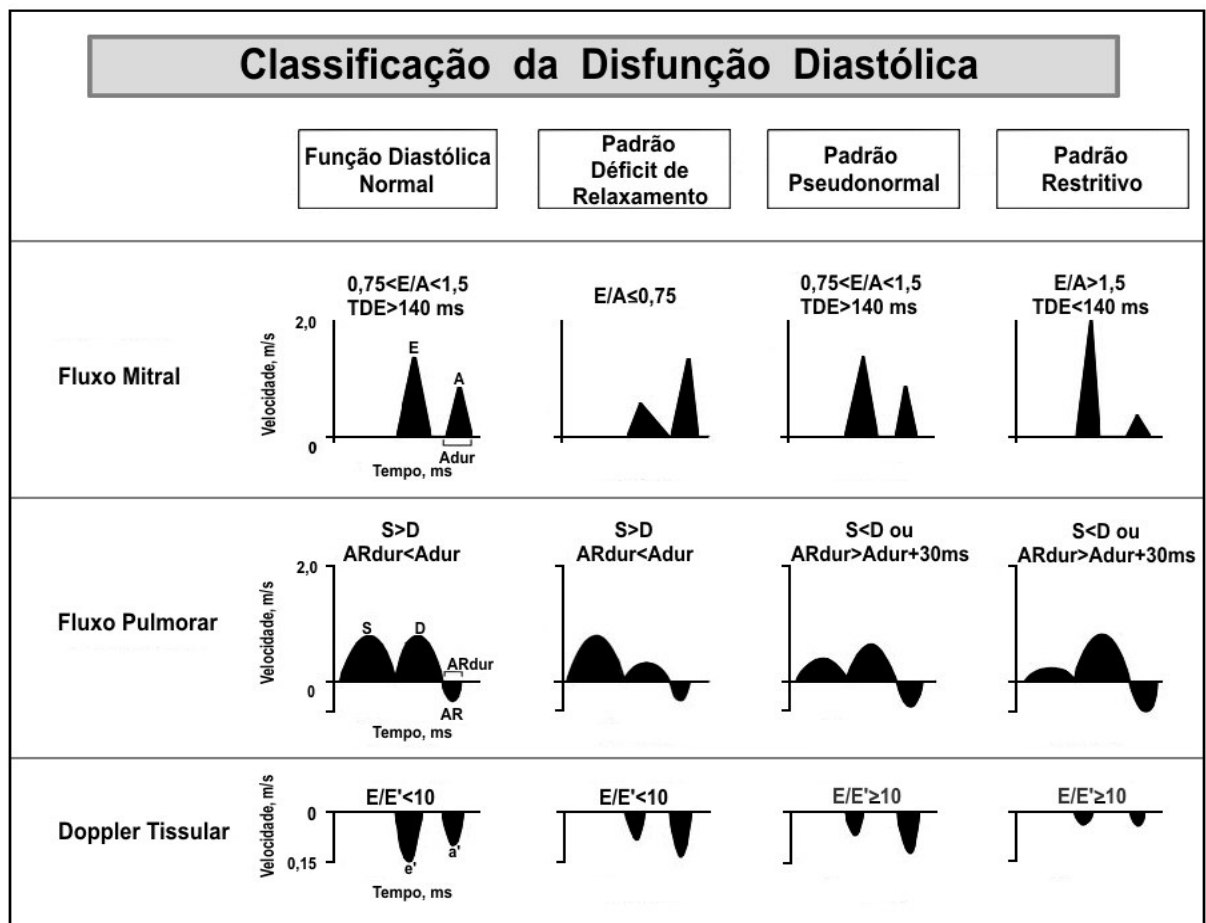 Classificação da Disfunção Diastólica
Função Diastólica
Normal
Padrão
Déficit de
Relaxamento
Padrão
Pseudonormal
Padrão
Restritivo
Fluxo Mitral
Velocidade, m/s
2,0
0
0,75<E/A<1,5
TDE>140 ms
E
A
Adur
Tempo, ms
E/A≤0,75
0,75<E/A<1,5
TDE>140 ms
E/A>1,5
TDE<140 ms
Fluxo Pulmorar
Velocidade, m/s
2,0
0
S>D
ARdur<Adur
S
D
ARdur
AR
Tempo, ms
S>D
ARdur<Adur
S<D ou
ARdur>Adur+30ms
S<D ou
ARdur>Adur+30ms
Doppler Tissular
Velocidade, m/s
0
0,15
E/E'<10
e'
a'
Tempo, ms
E/E'<10
E/E'≥10
E/E'≥10